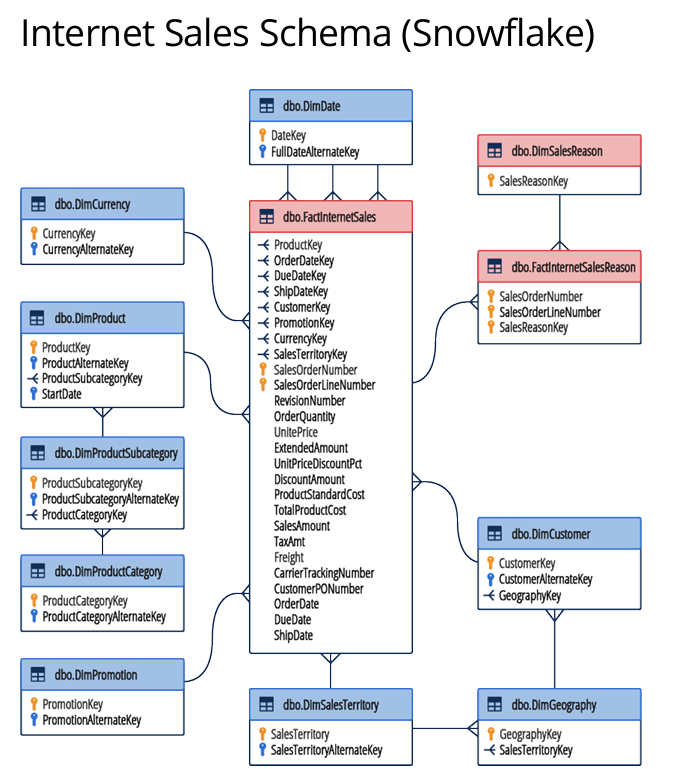 Internet Sales Schema (Snowflake)
dbo.DimDate
DateKey
FullDateAlternateKey
dbo.DimSalesReason
SalesReasonKey
dbo.DimCurrency
CurrencyKey
CurrencyAlternateKey
dbo.FactInternetSales
ProductKey
OrderDateKey
DueDateKey
ShipDateKey
CustomerKey
PromotionKey
CurrencyKey
SalesTerritoryKey
SalesOrderNumber
SalesOrderLineNumber
RevisionNumber
OrderQuantity
UnitePrice
ExtendedAmount
UnitPriceDiscountPct
DiscountAmount
ProductStandardCost
TotalProductCost
SalesAmount
TaxAmt
Freight
CarrierTrackingNumber
CustomerPONumber
OrderDate
DueDate
ShipDate
dbo.FactInternetSalesReason
SalesOrderNumber
SalesOrderLineNumber
SalesReasonKey
dbo.DimProduct
ProductKey
ProductAlternateKey
ProductSubcategoryKey
StartDate
dbo.DimProductSubcategory
ProductSubcategoryKey
ProductSubcategoryAlternateKey
ProductCategoryKey
dbo.DimProductCategory
ProductCategoryKey
ProductCategoryAlternateKey
dbo.DimCustomer
CustomerKey
CustomerAlternateKey
GeographyKey
dbo.DimPromotion
PromotionKey
PromotionAlternateKey
dbo.DimSalesTerritory
SalesTerritory
SalesTerritoryAlternateKey
dbo.DimGeography
GeographyKey
SalesTerritoryKey